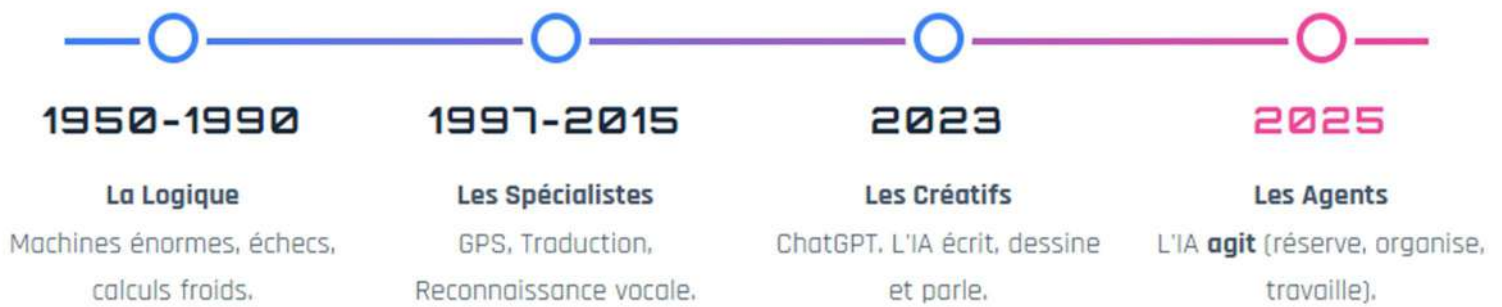 1950-1990
La Logique
Machines énormes, échecs,
calculs froids.
1997-2015
Les Spécialistes
GPS, Traduction,
Reconnaissance vocale.
2023
Les Créatifs
ChatGPT. L'IA écrit, dessine
et parle.
2025
Les Agents
L'IA agit (réserve, organise,
travaille).